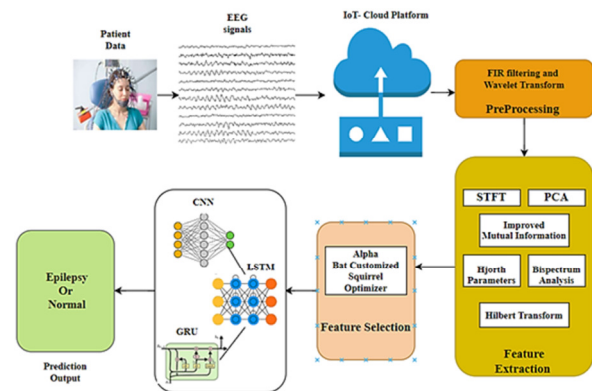 Patient
Data
EEG
signals
IoT- Cloud Platform
FIR filtering and
Wavelet Transform
PreProcessing
STFT
PCA
Improved
Mutual Information
Hjorth
Parameters
Bispectrum
Analysis
Hilbert Transform
Feature
Extraction
Alpha
Bat Customized
Squirrel
Optimizer
Feature Selection
CNN
LSTM
GRU
Epilepsy
Or
Normal
Prediction
Output